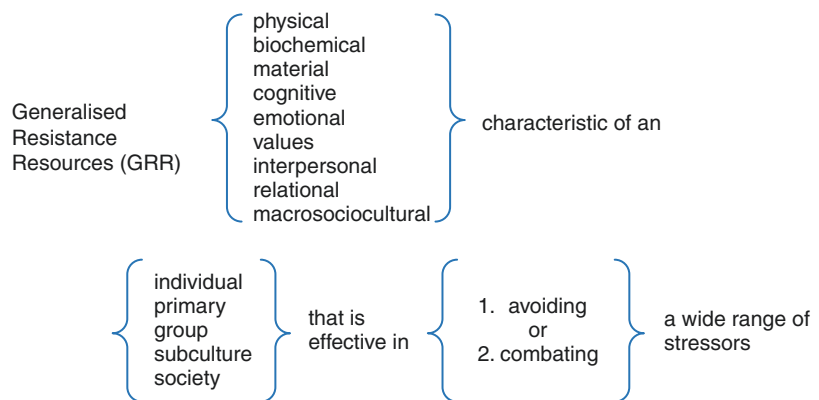 Generalised
Resistance
Resources (GRR)
physical
biochemical
material
cognitive
emotional
values
interpersonal
relational
macrosociocultural
characteristic of an
individual
primary
group
subculture
society
that is
effective in
1. avoiding
or
2. combating
a wide range of
stressors